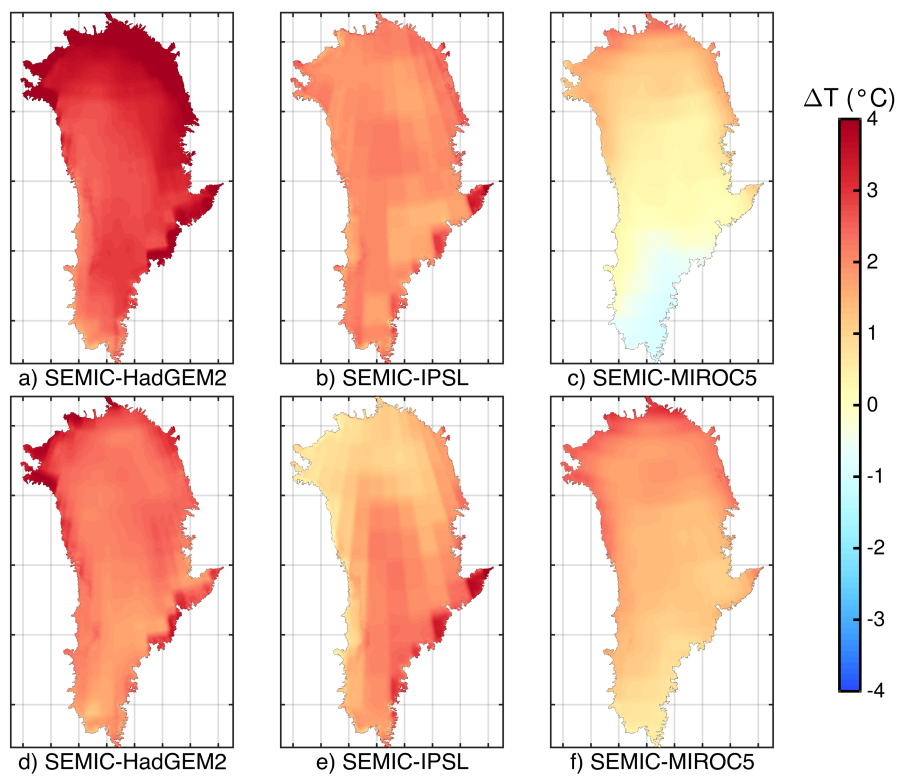 ΔT (°C)
4
3
2
1
0
-1
-2
-3
-4
a) SEMIC-HadGEM2
b) SEMIC-IPSL
c) SEMIC-MIROC5
d) SEMIC-HadGEM2
e) SEMIC-IPSL
f) SEMIC-MIROC5